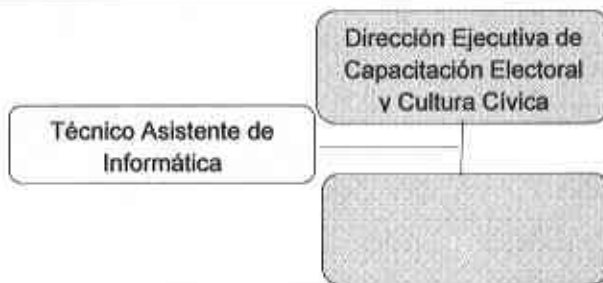 Dirección Ejecutiva de
Capacitación Electoral
y Cultura Cívica
Técnico Asistente de
Informática